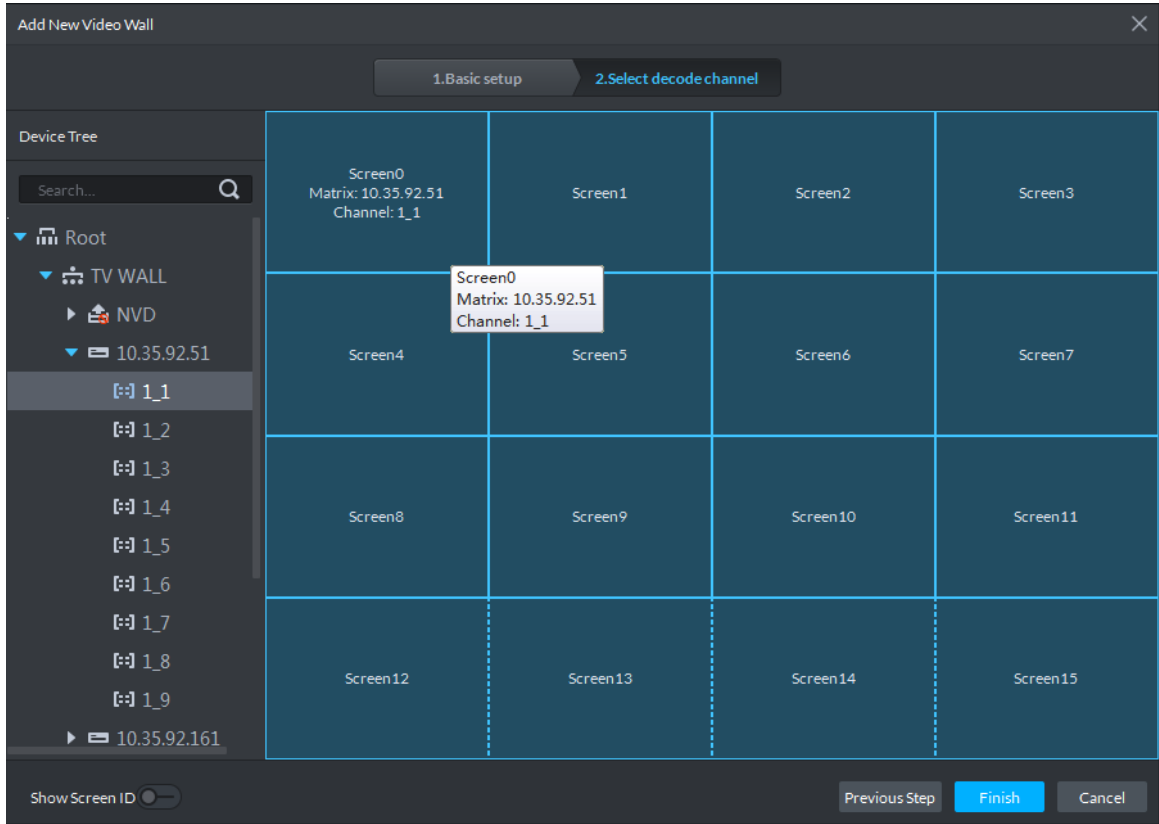 Add New Video Wall
1.Basic setup
2.Select decode channel
Device Tree
Search...
Root
TV WALL
NVD
10.35.92.51
1_1
1_2
1_3
1_4
1_5
1_6
1_7
1_8
1_9
10.35.92.161
Screen0
Matrix: 10.35.92.51
Channel: 1_1
Screen1
Screen2
Screen3
Screen0
Matrix: 10.35.92.51
Channel: 1_1
Screen4
Screen5
Screen6
Screen7
Screen8
Screen9
Screen10
Screen11
Screen12
Screen13
Screen14
Screen15
Show Screen ID
Previous Step
Finish
Cancel